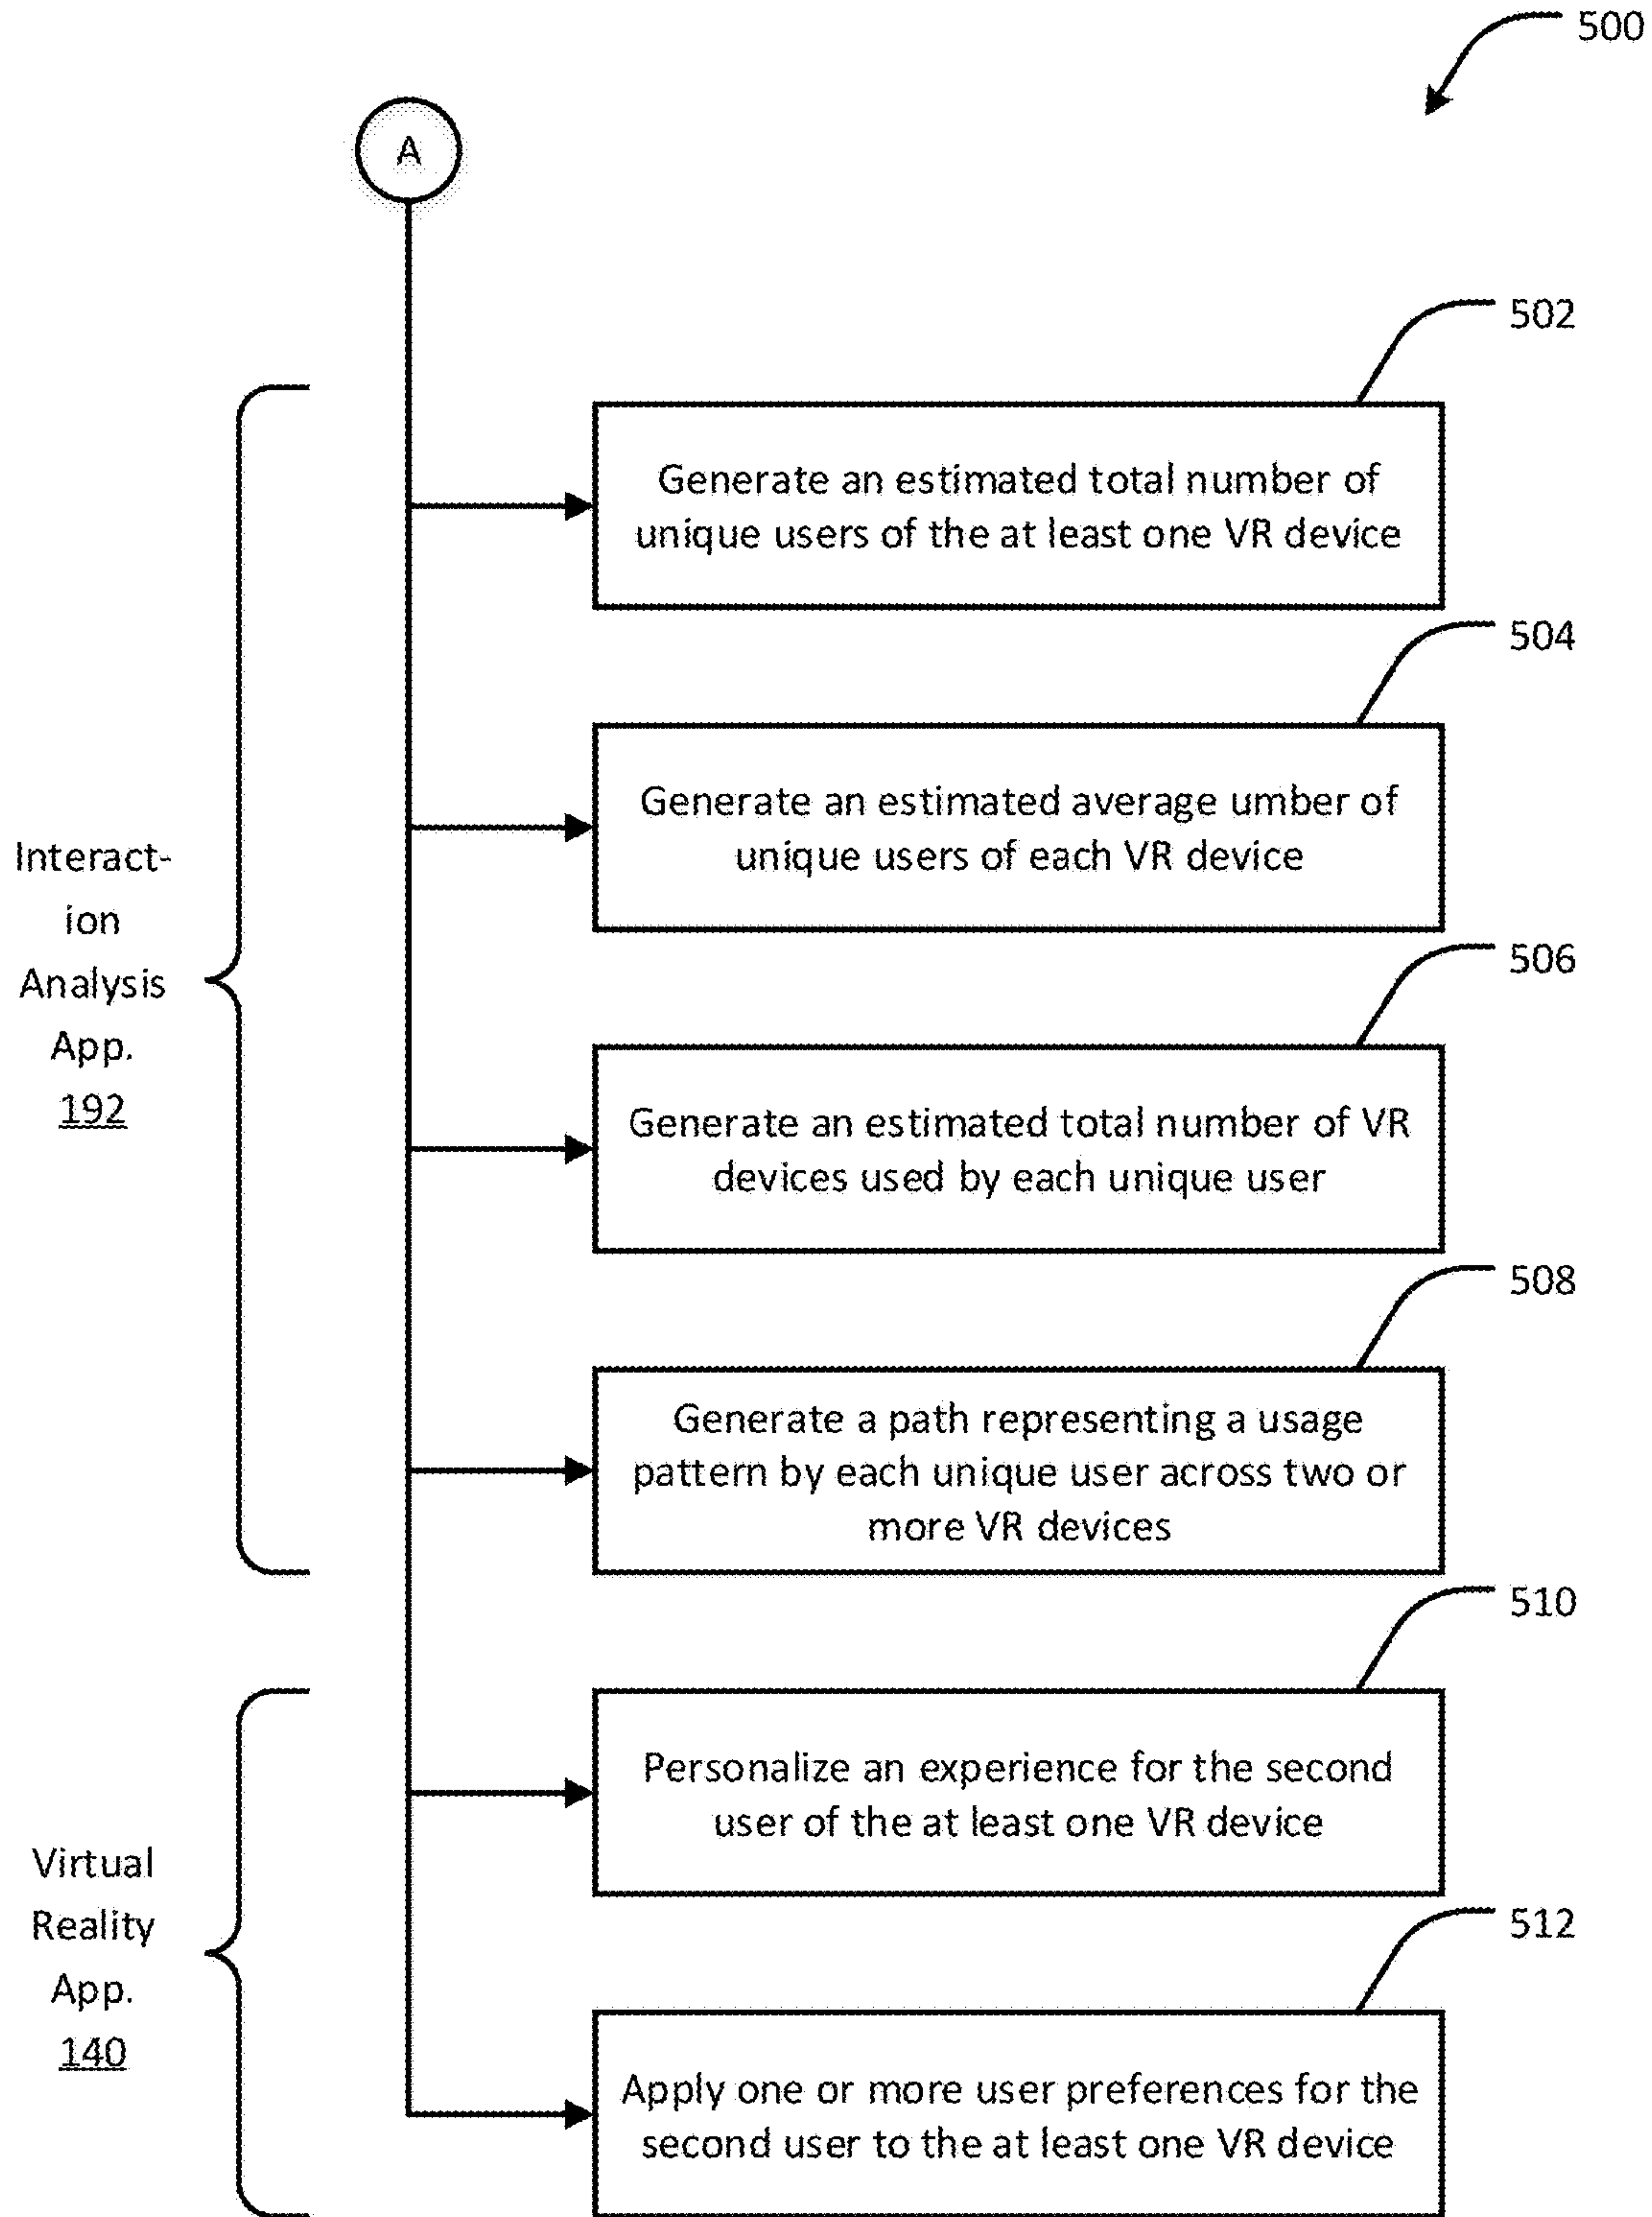 500
A
502
Generate an estimated total number of
unique users of the at least one VR device
504
Generate an estimated average umber of
unique users of each VR device
Interact-
ion
Analysis
App.
192
506
Generate an estimated total number of VR
devices used by each unique user
508
Generate a path representing a usage
pattern by each unique user across two or
more VR devices
510
Personalize an experience for the second
user of the at least one VR device
Virtual
Reality
App.
140
512
Apply one or more user preferences for the
second user to the at least one VR device